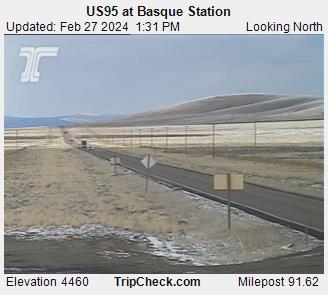 US95 at Basque Station
Updated: Feb 27 2024 1:31 PM Looking North
Elevation 4460 TripCheck.com Milepost 91.62